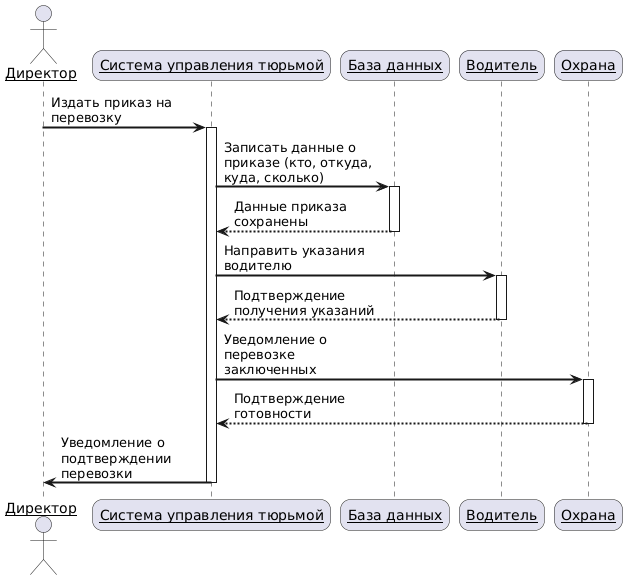 Директор
Система управления тюрьмой
База данных
Водитель
Охрана
Издать приказ на
перевозку
Записать данные о
приказе (кто, откуда,
куда, сколько)
Данные приказа
сохранены
Направить указания
водителю
Подтверждение
получения указаний
Уведомление о
перевозке
заключенных
Подтверждение
готовности
Уведомление о
подтверждении
перевозки
Директор
Система управления тюрьмой
База данных
Водитель
Охрана